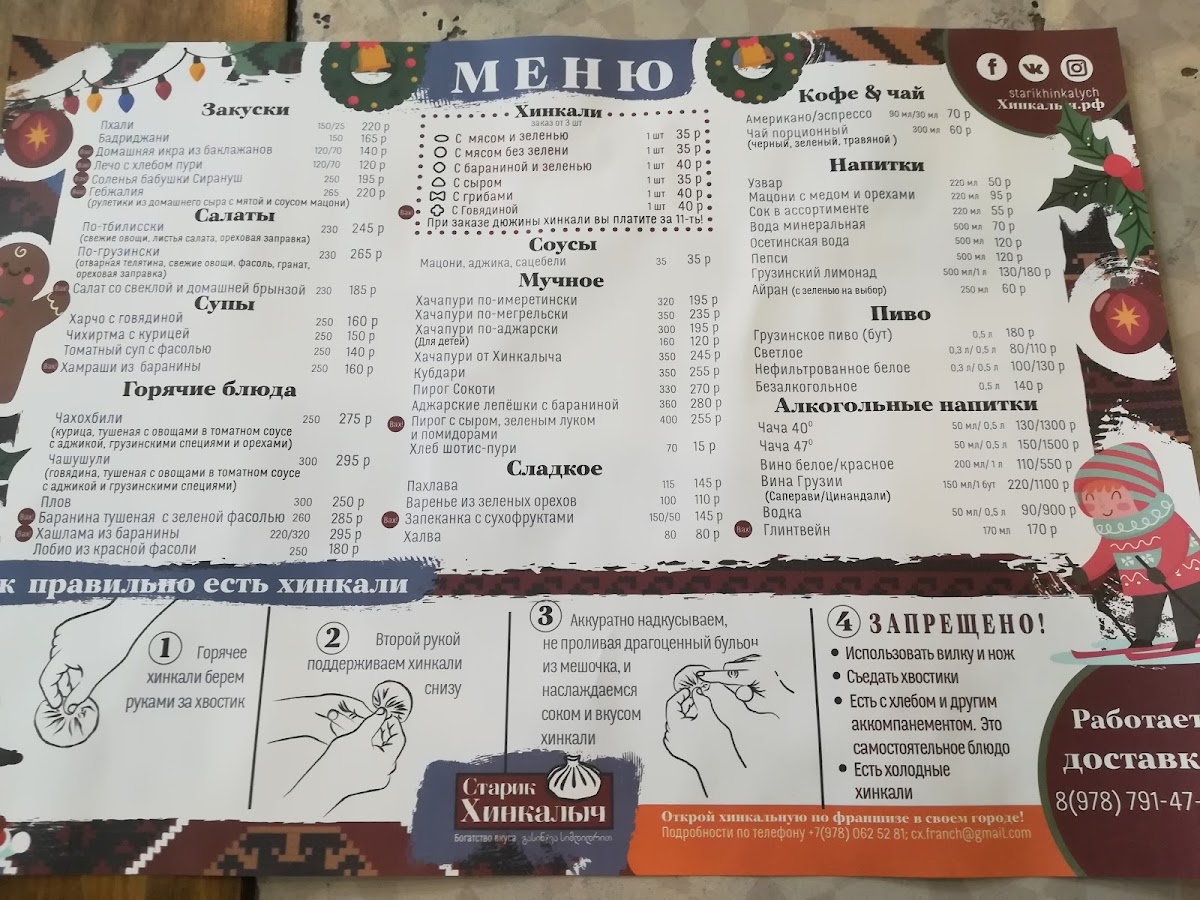 МЕНЮ
Закуски
Пхали 150/25 220 р
Бадриджани 150 165 р
Вах! Домашняя икра из баклажанов 120/70 140 р
Вах! Лечо с хлебом пури 120/70 120 р
Вах! Соленья бабушки Сирануш 250 195 р
Вах! Гебжалия 265 220 р
(рулетики из домашнего сыра с мятой и соусом мацони)
Салаты
По-тбилисски 230 245 р
(свежие овощи, листья салата, ореховая заправка)
По-грузински 230 265 р
(отварная телятина, свежие овощи, фасоль, гранат,
ореховая заправка)
Вах! Салат со свеклой и домашней брынзой 230 185 р
Супы
Харчо с говядиной 250 160 р
Чихиртма с курицей 250 150 р
Томатный суп с фасолью 250 140 р
Вах! Хамраши из баранины 250 160 р
Горячие блюда
Чахохбили 250 275 р
(курица, тушеная с овощами в томатном соусе
с аджикой, грузинскими специями и орехами)
Чашушули 300 295 р
(говядина, тушеная с овощами в томатном соусе
с аджикой и грузинскими специями)
Плов 300 250 р
Вах! Баранина тушеная с зеленой фасолью 260 285 р
Вах! Хашлама из баранины 220/320 295 р
Лобио из красной фасоли 250 180 р
Хинкали
заказ от 3 шт
С мясом и зеленью 1 шт 35 р
С мясом без зелени 1 шт 35 р
С бараниной и зеленью 1 шт 40 р
С сыром 1 шт 35 р
С грибами 1 шт 40 р
Вах! С Говядиной 1 шт 40 р
При заказе дюжины хинкали вы платите за 11-ть!
Соусы
Мацони, аджика, сацебели 35 35 р
Мучное
Хачапури по-имеретински 320 195 р
Хачапури по-мегрельски 350 235 р
Хачапури по-аджарски 300 195 р
(Для детей) 160 120 р
Хачапури от Хинкалыча 350 245 р
Кубдари 350 255 р
Пирог Сокоти 330 270 р
Аджарские лепёшки с бараниной 360 280 р
Вах! Пирог с сыром, зеленым луком 400 255 р
и помидорами
Хлеб шотис-пури 70 15 р
Сладкое
Пахлава 115 145 р
Варенье из зеленых орехов 100 110 р
Вах! Запеканка с сухофруктами 150/50 145 р
Халва 80 80 р
starikhinkalych
Кофе & чай
Американо/эспрессо 90 мл/30 мл 70 р
Чай порционный 300 мл 60 р
(черный, зеленый, травяной )
Напитки
Узвар 220 мл 50 р
Мацони с медом и орехами 220 мл 95 р
Сок в ассортименте 220 мл 55 р
Вода минеральная 500 мл 70 р
Осетинская вода 500 мл 120 р
Пепси 500 мл 120 р
Грузинский лимонад 500 мл/1 л 130/180 р
Айран (с зеленью на выбор) 250 мл 60 р
Пиво
Грузинское пиво (бут) 0,5 л 180 р
Светлое 0,3 л/ 0,5 л 80/110 р
Нефильтрованное белое 0,3 л/ 0,5 л 100/130 р
Безалкогольное 0,5 л 140 р
Алкогольные напитки
Чача 40⁰ 50 мл/ 0,5 л 130/1300 р
Чача 47⁰ 50 мл/ 0,5 л 150/1500 р
Вино белое/красное 200 мл/ 1 л 110/550 р
Вина Грузии 150 мл/1 бут 220/1100 р
(Саперави/Цинандали)
Водка 50 мл/ 0,5 л 90/900 р
Вах! Глинтвейн 170 мл 170 р
к правильно есть хинкали
1 Горячее
хинкали берем
руками за хвостик
2 Второй рукой
поддерживаем хинкали
снизу
3 Аккуратно надкусываем,
не проливая драгоценный бульон
из мешочка, и
наслаждаемся
соком и вкусом
хинкали
4 ЗАПРЕЩЕНО!
• Использовать вилку и нож
• Съедать хвостики
• Есть с хлебом и другим
аккомпанементом. Это
самостоятельное блюдо
• Есть холодные
хинкали
Старик
Хинкалыч
Богатство вкуса
Открой хинкальную по франшизе в своем городе!
Подробности по телефону +7(978) 062 52 81; cx.franch@gmail.com
Работает
доставк
8(978) 791-47-